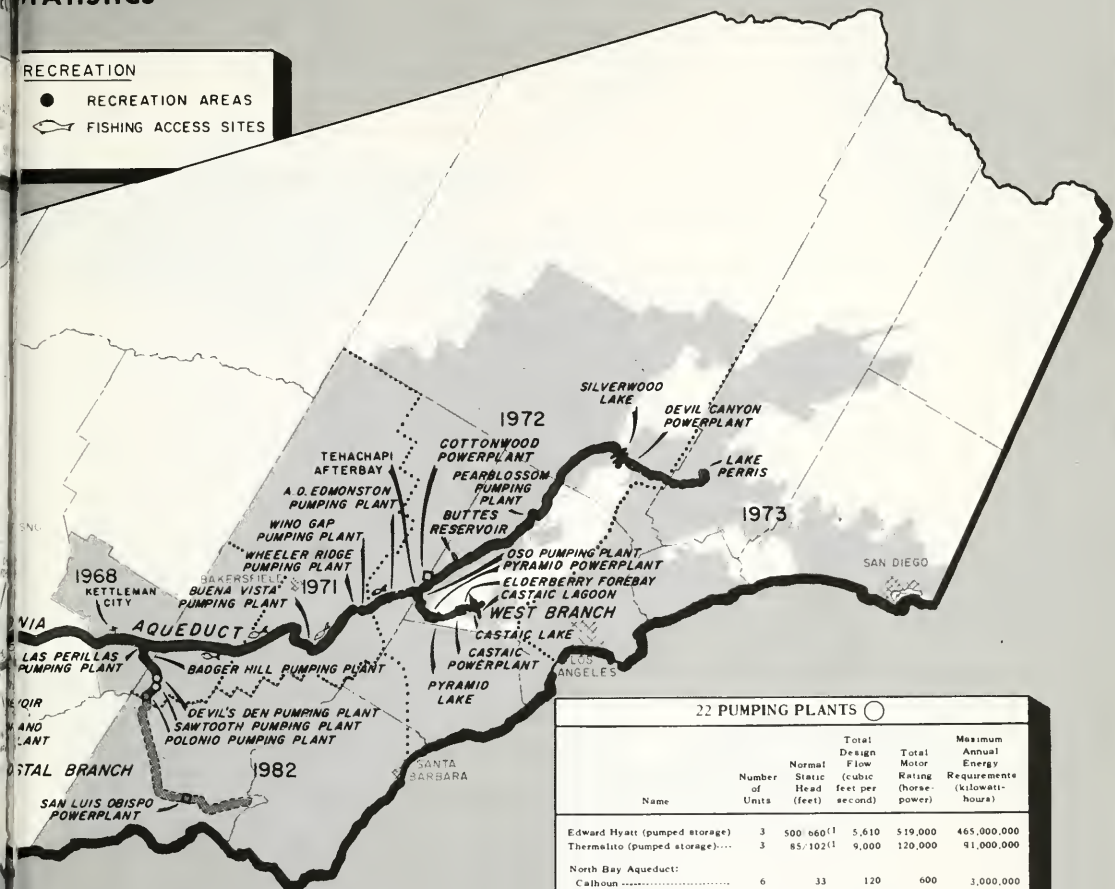 RECREATION
RECREATION AREAS
FISHING ACCESS SITES
SILVERWOOD
LAKE
DEVIL CANYON
POWERPLANT
1972
COTTONWOOD
POWERPLANT
TEHACHAPI
AFTERBAY
PEARBLOSSOM
PUMPING
PLANT
LAKE
PERRIS
A.D. EDMONSTON
PUMPING PLANT
BUTTES
RESERVOIR
1973
WIND GAP
PUMPING PLANT
WHEELER RIDGE
PUMPING PLANT
OSO PUMPING PLANT
PYRAMID POWERPLANT
ELDERBERRY FOREBAY
CASTAIC LAGOON
WEST BRANCH
SAN DIEGO
1968
KETTLEMAN
CITY
BAKERSFIELD
BUENA VISTA
PUMPING PLANT
1971
AQUEDUCT
CASTAIC LAKE
CASTAIC
POWERPLANT
LOS
ANGELES
PYRAMID
LAKE
LAS PERILLAS
PUMPING PLANT
BADGER HILL PUMPING PLANT
DEVIL'S DEN PUMPING PLANT
SAWTOOTH PUMPING PLANT
POLONIO PUMPING PLANT
BRANCH
1982
SANTA
BARBARA
SAN LUIS OBISPO
POWERPLANT
22 PUMPING PLANTS
Name
Number
of
Units
Normal
Static
Head
(feet)
Total
Design
Flow
(cubic
feet per
second)
Total
Motor
Rating
(horse-
power)
Maximum
Annual
Energy
Requirements
(kilowatt-
hours)
Edward Hyatt (pumped storage) 3 500/660(1 5,610 519,000 465,000,000
Thermalito (pumped storage)---- 3 85/102(1 9,000 120,000 91,000,000
North Bay Aqueduct:
Calhoun ---------------------- 6 33 120 600 3,000,000